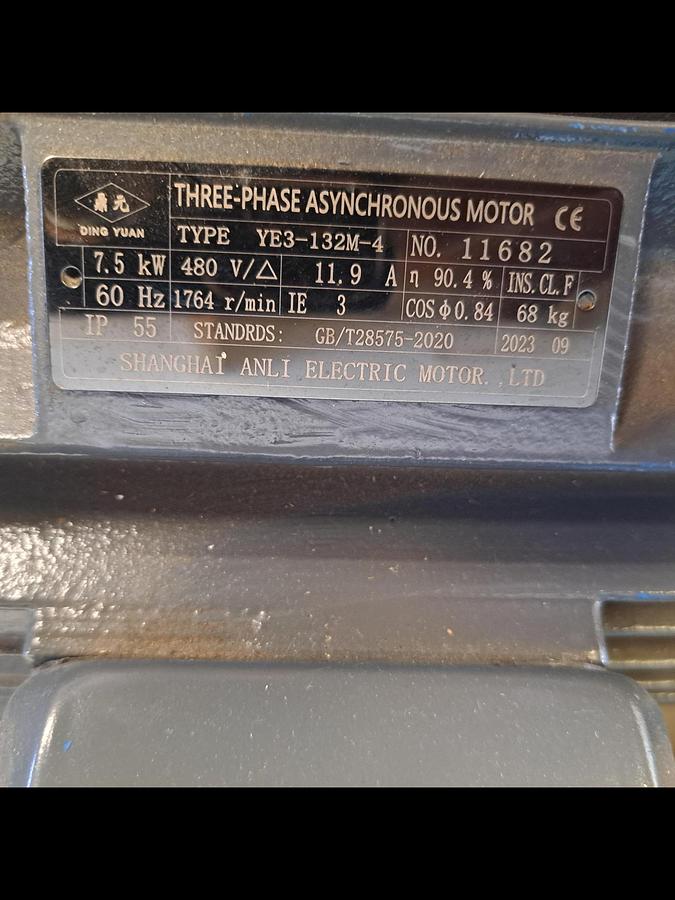 鼎元
DING YUAN
THREE-PHASE ASYNCHRONOUS MOTOR CE
TYPE YE3-132M-4 NO. 11682
7.5 kW 480 V/△ 11.9 A η 90.4 % INS.CL.F
60 Hz 1764 r/min IE 3 COSφ0.84 68 kg
IP 55 STANDRDS: GB/T28575-2020 2023 09
SHANGHAI ANLI ELECTRIC MOTOR.,LTD